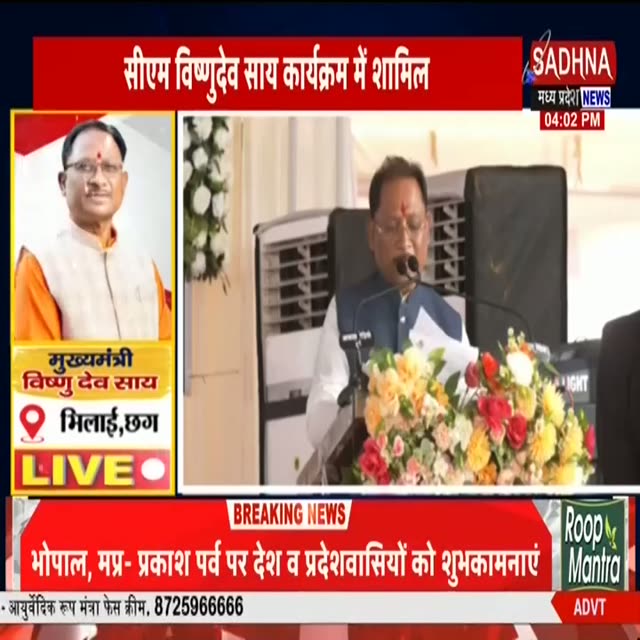 सीएम विष्णुदेव साय कार्यक्रम में शामिल
SADHNA
मध्य प्रदेश NEWS
04:02 PM
मुख्यमंत्री
विष्णु देव साय
भिलाई,छग
LIVE
LIGHT
BREAKING NEWS
भोपाल, मप्र- प्रकाश पर्व पर देश व प्रदेशवासियों को शुभकामनाएं
Roop
Mantra
- आयुर्वेदिक रूप मंत्रा फेस क्रीम. 8725966666
ADVT